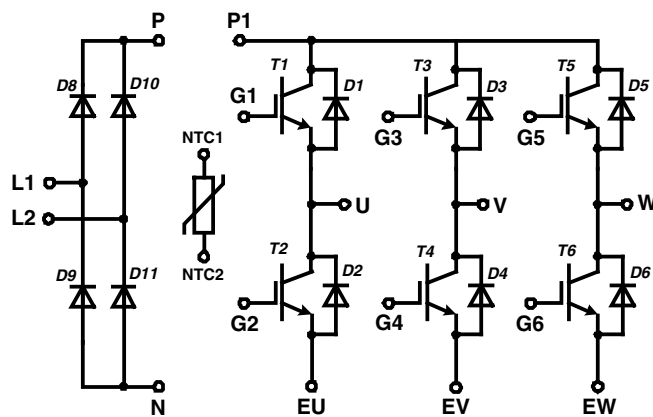 P P1
D8 D10 T1 D1 T3 D3 T5 D5
G1 G3 G5
NTC1
L1
L2
U V W
NTC2
D9 D11 T2 D2 T4 D4 T6 D6
G2 G4 G6
N EU EV EW